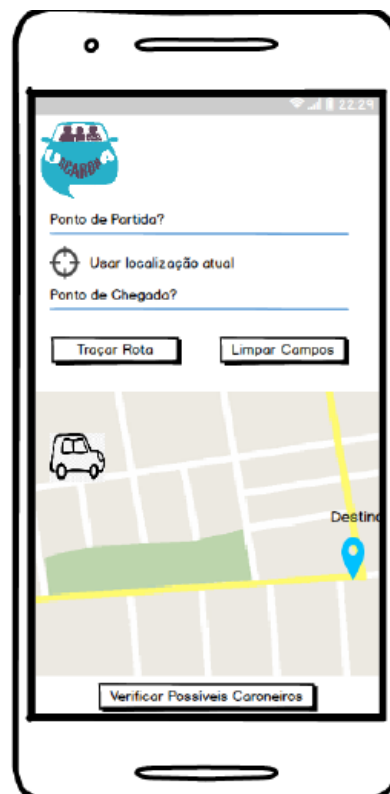 22:29
UCARONA
Ponto de Partida?
Usar localização atual
Ponto de Chegada?
Traçar Rota
Limpar Campos
Destino
Verificar Possíveis Caroneiros